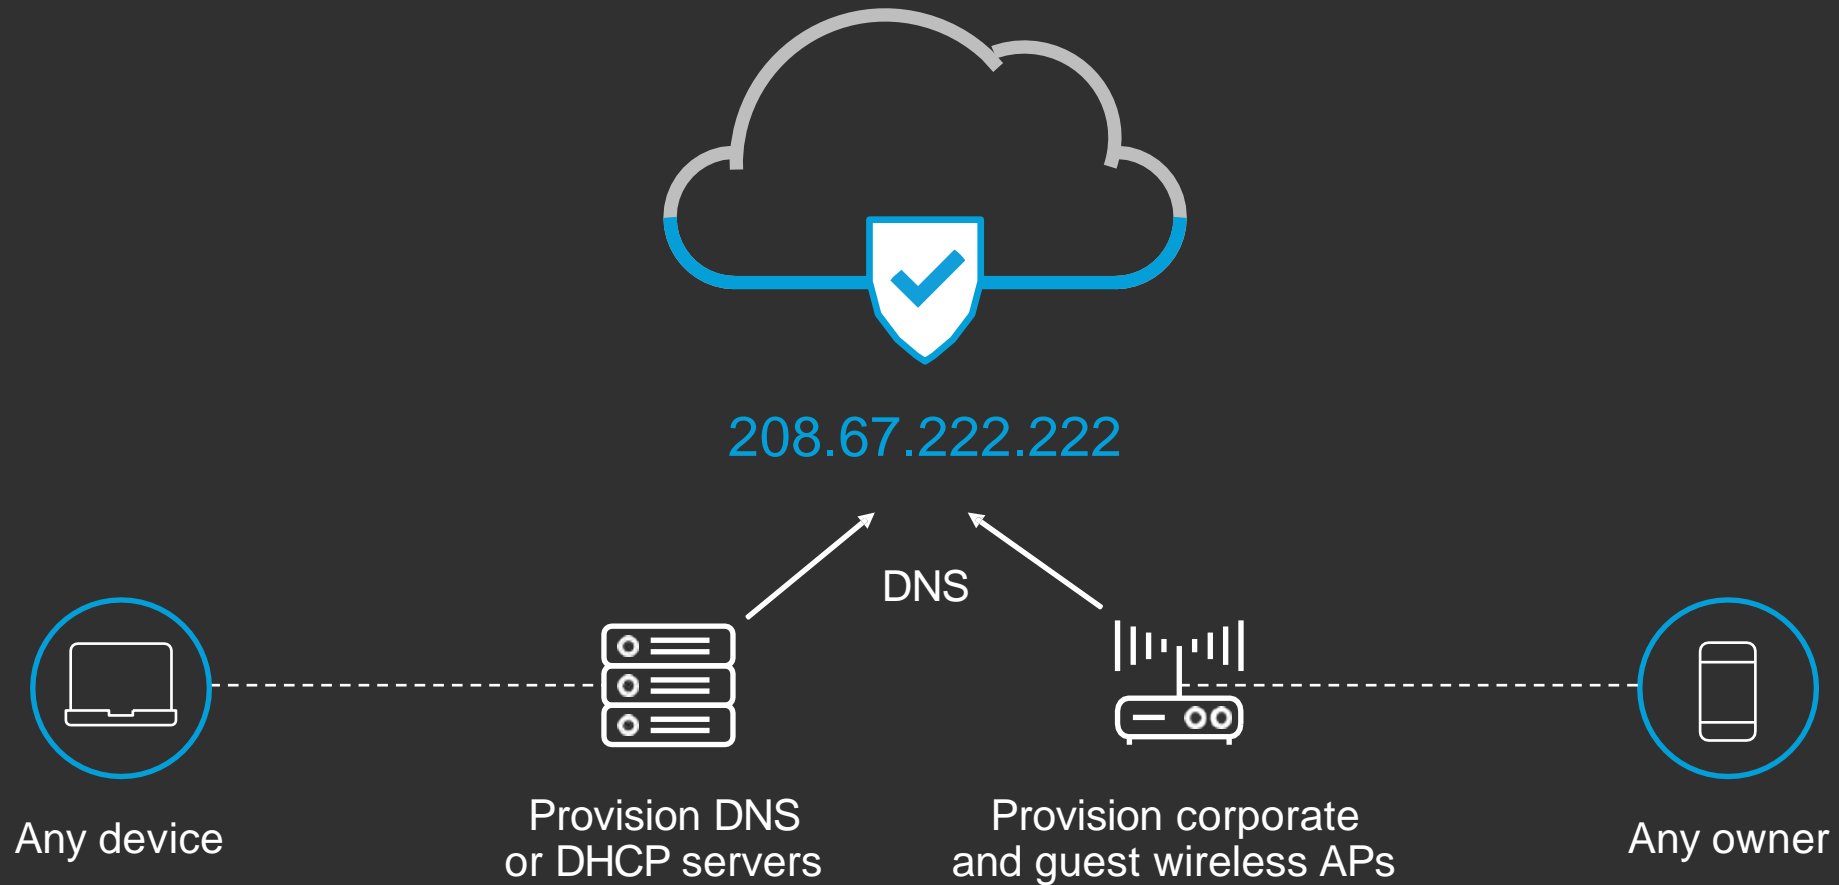 208.67.222.222
DNS
Any device
Provision DNS
or DHCP servers
Provision corporate
and guest wireless APs
Any owner